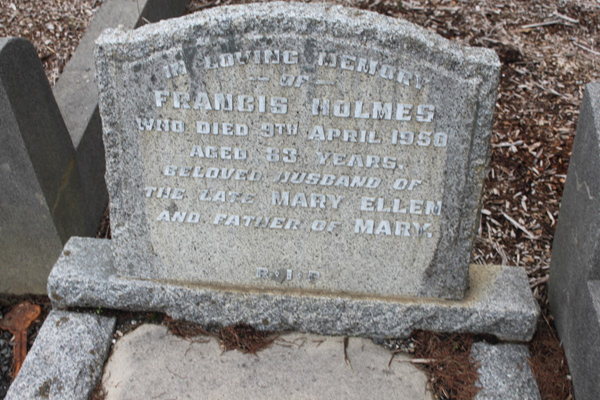 IN LOVING MEMORY
— OF —
FRANCIS HOLMES
WHO DIED 9TH APRIL 1950
AGED 83 YEARS.
BELOVED HUSBAND OF
THE LATE MARY ELLEN
AND FATHER OF MARY.
R.I.P.